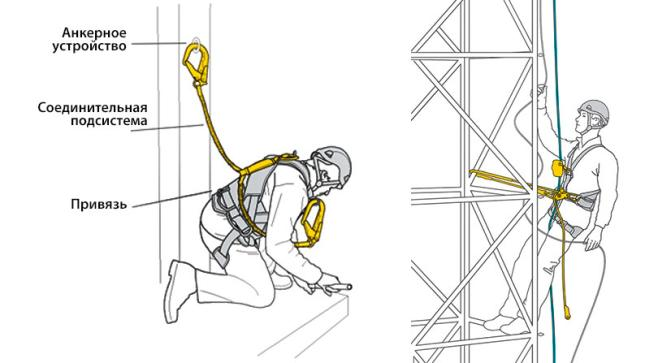 Анкерное
устройство
Соединительная
подсистема
Привязь